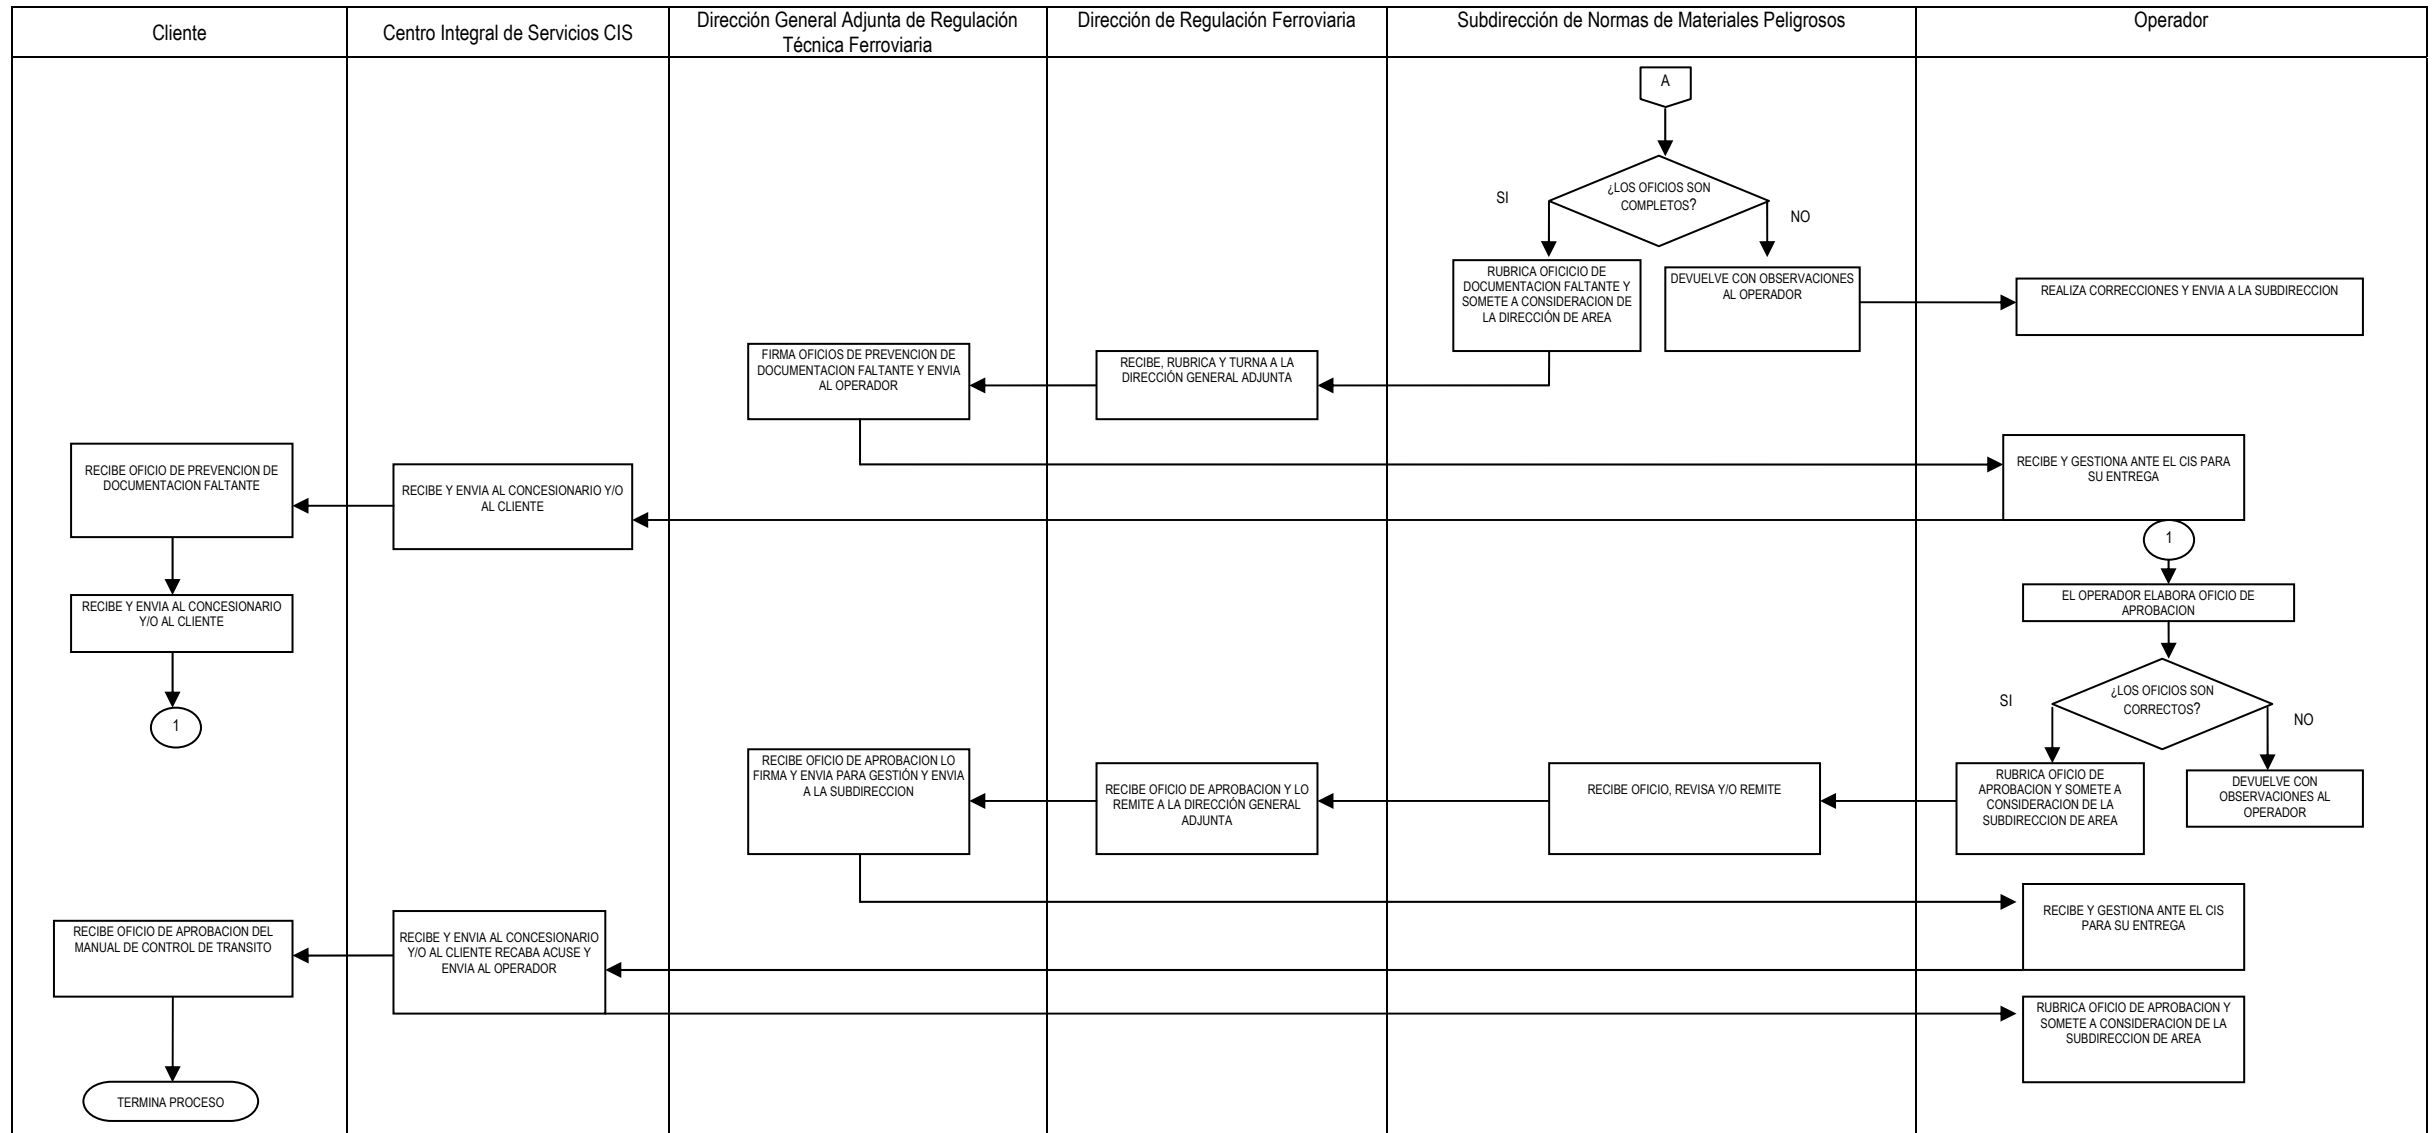 Cliente
Centro Integral de Servicios CIS
Dirección General Adjunta de Regulación
Técnica Ferroviaria
Dirección de Regulación Ferroviaria
Subdirección de Normas de Materiales Peligrosos
Operador
A
¿LOS OFICIOS SON
COMPLETOS?
SI
NO
RUBRICA OFICICIO DE
DOCUMENTACION FALTANTE Y
SOMETE A CONSIDERACION DE
LA DIRECCIÓN DE AREA
DEVUELVE CON OBSERVACIONES
AL OPERADOR
REALIZA CORRECCIONES Y ENVIA A LA SUBDIRECCION
FIRMA OFICIOS DE PREVENCION DE
DOCUMENTACION FALTANTE Y ENVIA
AL OPERADOR
RECIBE, RUBRICA Y TURNA A LA
DIRECCIÓN GENERAL ADJUNTA
RECIBE OFICIO DE PREVENCION DE
DOCUMENTACION FALTANTE
RECIBE Y ENVIA AL CONCESIONARIO Y/O
AL CLIENTE
RECIBE Y GESTIONA ANTE EL CIS PARA
SU ENTREGA
1
RECIBE Y ENVIA AL CONCESIONARIO
Y/O AL CLIENTE
EL OPERADOR ELABORA OFICIO DE
APROBACION
1
¿LOS OFICIOS SON
CORRECTOS?
SI
NO
RECIBE OFICIO DE APROBACION LO
FIRMA Y ENVIA PARA GESTIÓN Y ENVIA
A LA SUBDIRECCION
RECIBE OFICIO DE APROBACION Y LO
REMITE A LA DIRECCIÓN GENERAL
ADJUNTA
RECIBE OFICIO, REVISA Y/O REMITE
RUBRICA OFICIO DE
APROBACION Y SOMETE A
CONSIDERACION DE LA
SUBDIRECCION DE AREA
DEVUELVE CON
OBSERVACIONES AL
OPERADOR
RECIBE OFICIO DE APROBACION DEL
MANUAL DE CONTROL DE TRANSITO
RECIBE Y ENVIA AL CONCESIONARIO
Y/O AL CLIENTE RECABA ACUSE Y
ENVIA AL OPERADOR
RECIBE Y GESTIONA ANTE EL CIS
PARA SU ENTREGA
RUBRICA OFICIO DE APROBACION Y
SOMETE A CONSIDERACION DE LA
SUBDIRECCION DE AREA
TERMINA PROCESO